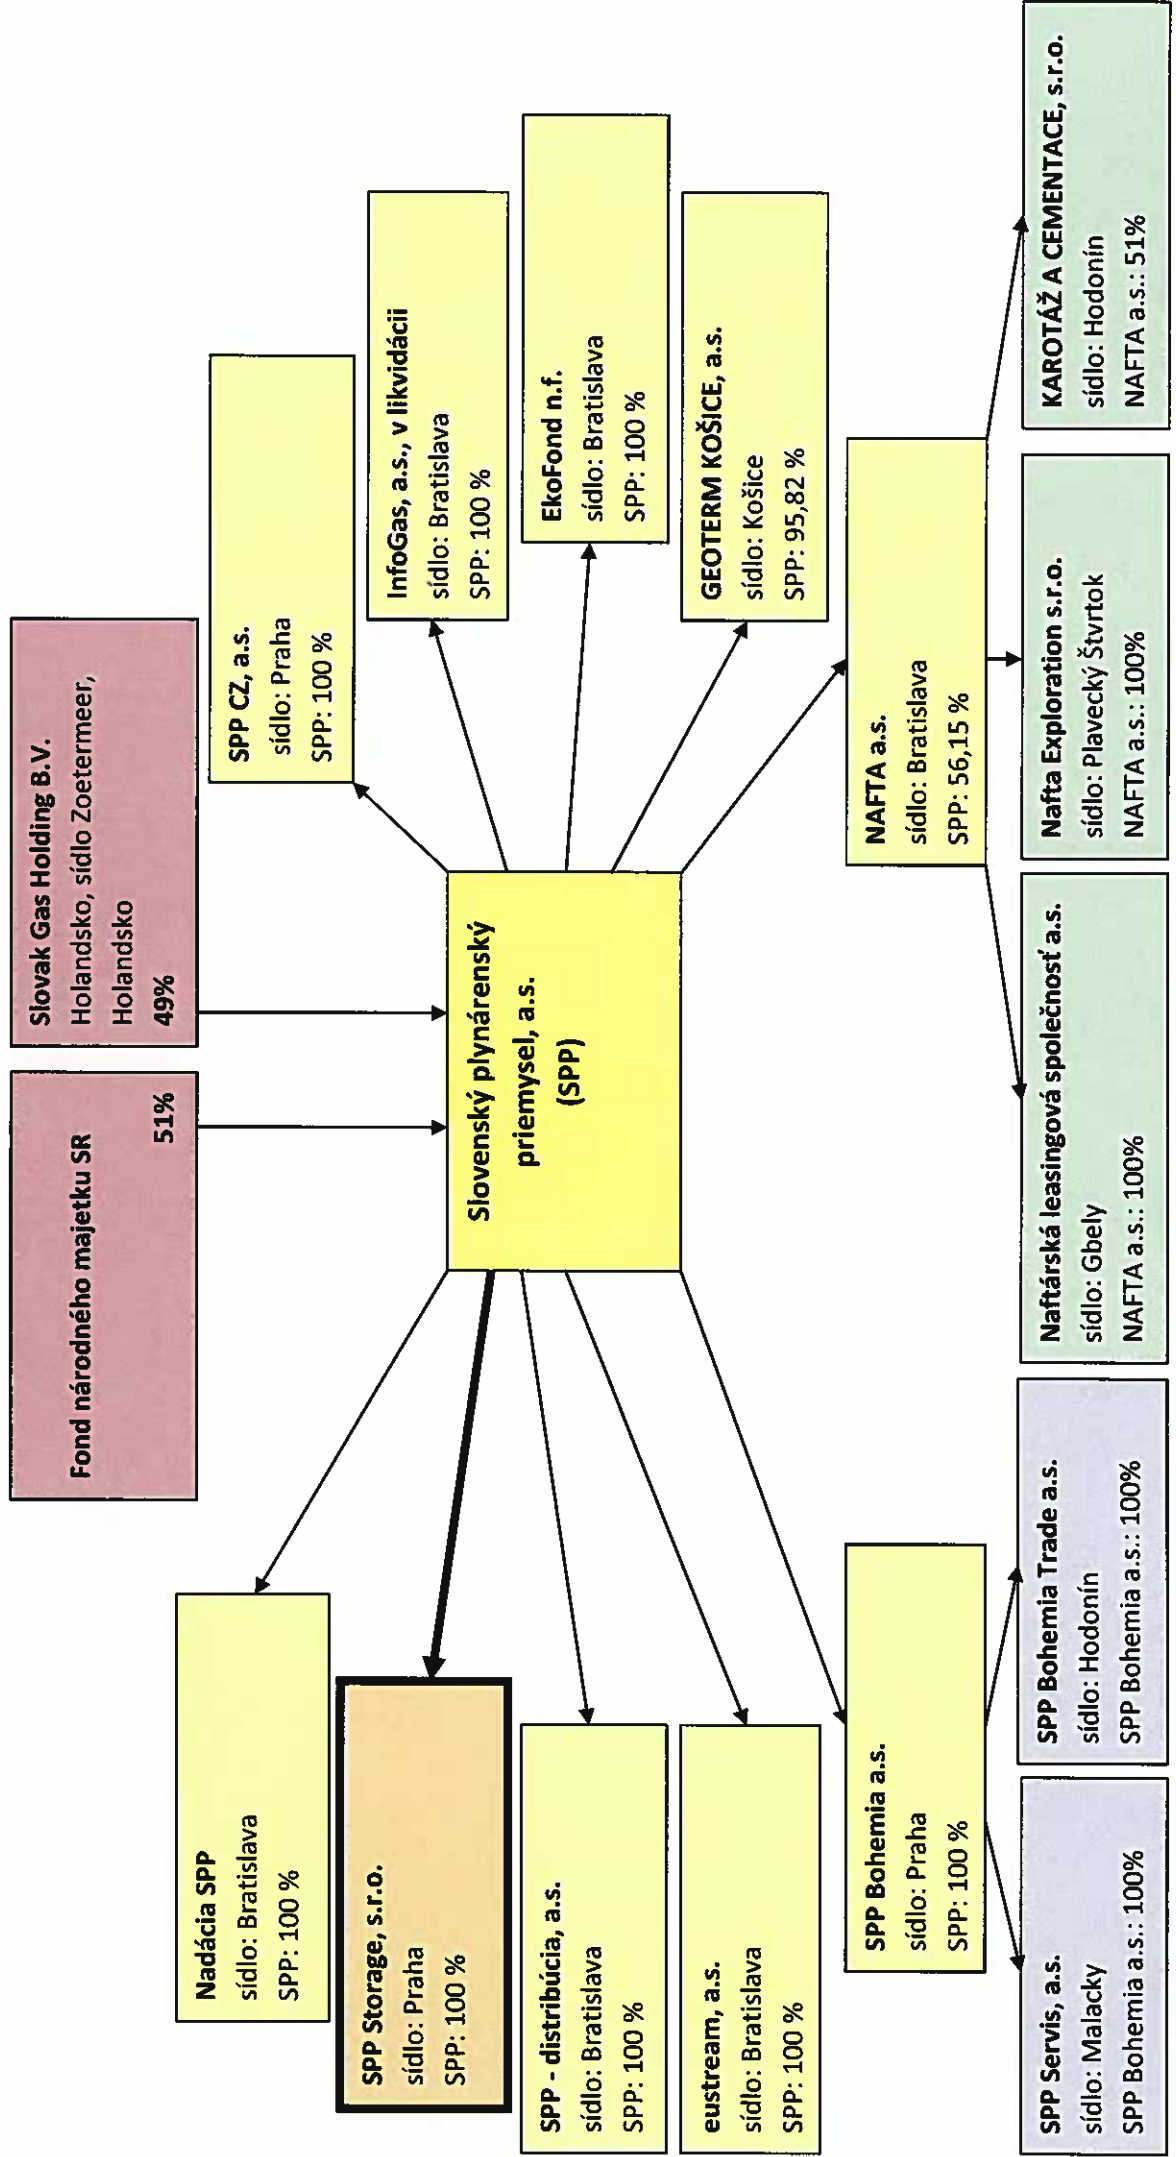 Fond národného majetku SR
51%
Slovak Gas Holding B.V.
Holandsko, sídlo Zoetermeer,
Holandsko
49%
Slovenský plynárenský
priemysel, a.s.
(SPP)
Nadácia SPP
sídlo: Bratislava
SPP: 100 %
SPP Storage, s.r.o.
sídlo: Praha
SPP: 100 %
SPP - distribúcia, a.s.
sídlo: Bratislava
SPP: 100 %
eustream, a.s.
sídlo: Bratislava
SPP: 100 %
SPP Bohemia a.s.
sídlo: Praha
SPP: 100 %
SPP CZ, a.s.
sídlo: Praha
SPP: 100 %
InfoGas, a.s., v likvidácii
sídlo: Bratislava
SPP: 100 %
EkoFond n.f.
sídlo: Bratislava
SPP: 100 %
GEOTERM KOŠICE, a.s.
sídlo: Košice
SPP: 95,82 %
NAFTA a.s.
sídlo: Bratislava
SPP: 56,15 %
SPP Servis, a.s.
sídlo: Malacky
SPP Bohemia a.s.: 100%
SPP Bohemia Trade a.s.
sídlo: Hodonín
SPP Bohemia a.s.: 100%
Naftárská leasingová společnosť a.s.
sídlo: Gbely
NAFTA a.s.: 100%
Nafta Exploration s.r.o.
sídlo: Plavecký Štvrtok
NAFTA a.s.: 100%
KAROTÁŽ A CEMENTACE, s.r.o.
sídlo: Hodonín
NAFTA a.s.: 51%